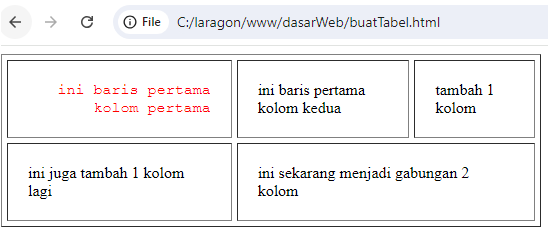 File C:/laragon/www/dasarWeb/buatTabel.html
ini baris pertama
kolom pertama
ini baris pertama
kolom kedua
tambah 1
kolom
ini juga tambah 1 kolom
lagi
ini sekarang menjadi gabungan 2
kolom